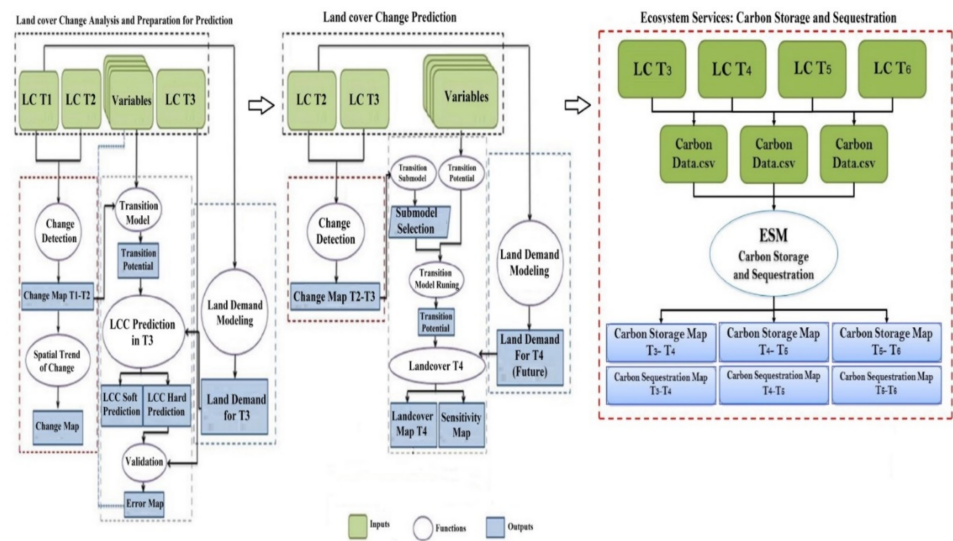 Land cover Change Analysis and Preparation for Prediction
LC T1
LC T2
Variables
LC T3
Change
Detection
Transition
Model
Transition
Potential
Change Map T1-T2
LCC Prediction
in T3
Land Demand
Modeling
Spatial Trend
of Change
LCC Soft
Prediction
LCC Hard
Prediction
Land Demand
for T3
Change Map
Validation
Error Map
Land cover Change Prediction
LC T2
LC T3
Variables
Transition
Submodel
Transition
Potential
Submodel
Selection
Change
Detection
Land Demand
Modeling
Transition
Model Runing
Change Map T2-T3
Transition
Potential
Land Demand
For T4
(Future)
Landcover T4
Landcover
Map T4
Sensitivity
Map
Ecosystem Services: Carbon Storage and Sequestration
LC T3
LC T4
LC T5
LC T6
Carbon
Data.csv
Carbon
Data.csv
Carbon
Data.csv
ESM
Carbon Storage
and Sequestration
Carbon Storage Map
T3- T4
Carbon Storage Map
T4- T5
Carbon Storage Map
T5- T6
Carbon Sequestration Map
T3-T4
Carbon Sequestration Map
T4-T5
Carbon Sequestration Map
T5-T6
Inputs
Functions
Outputs